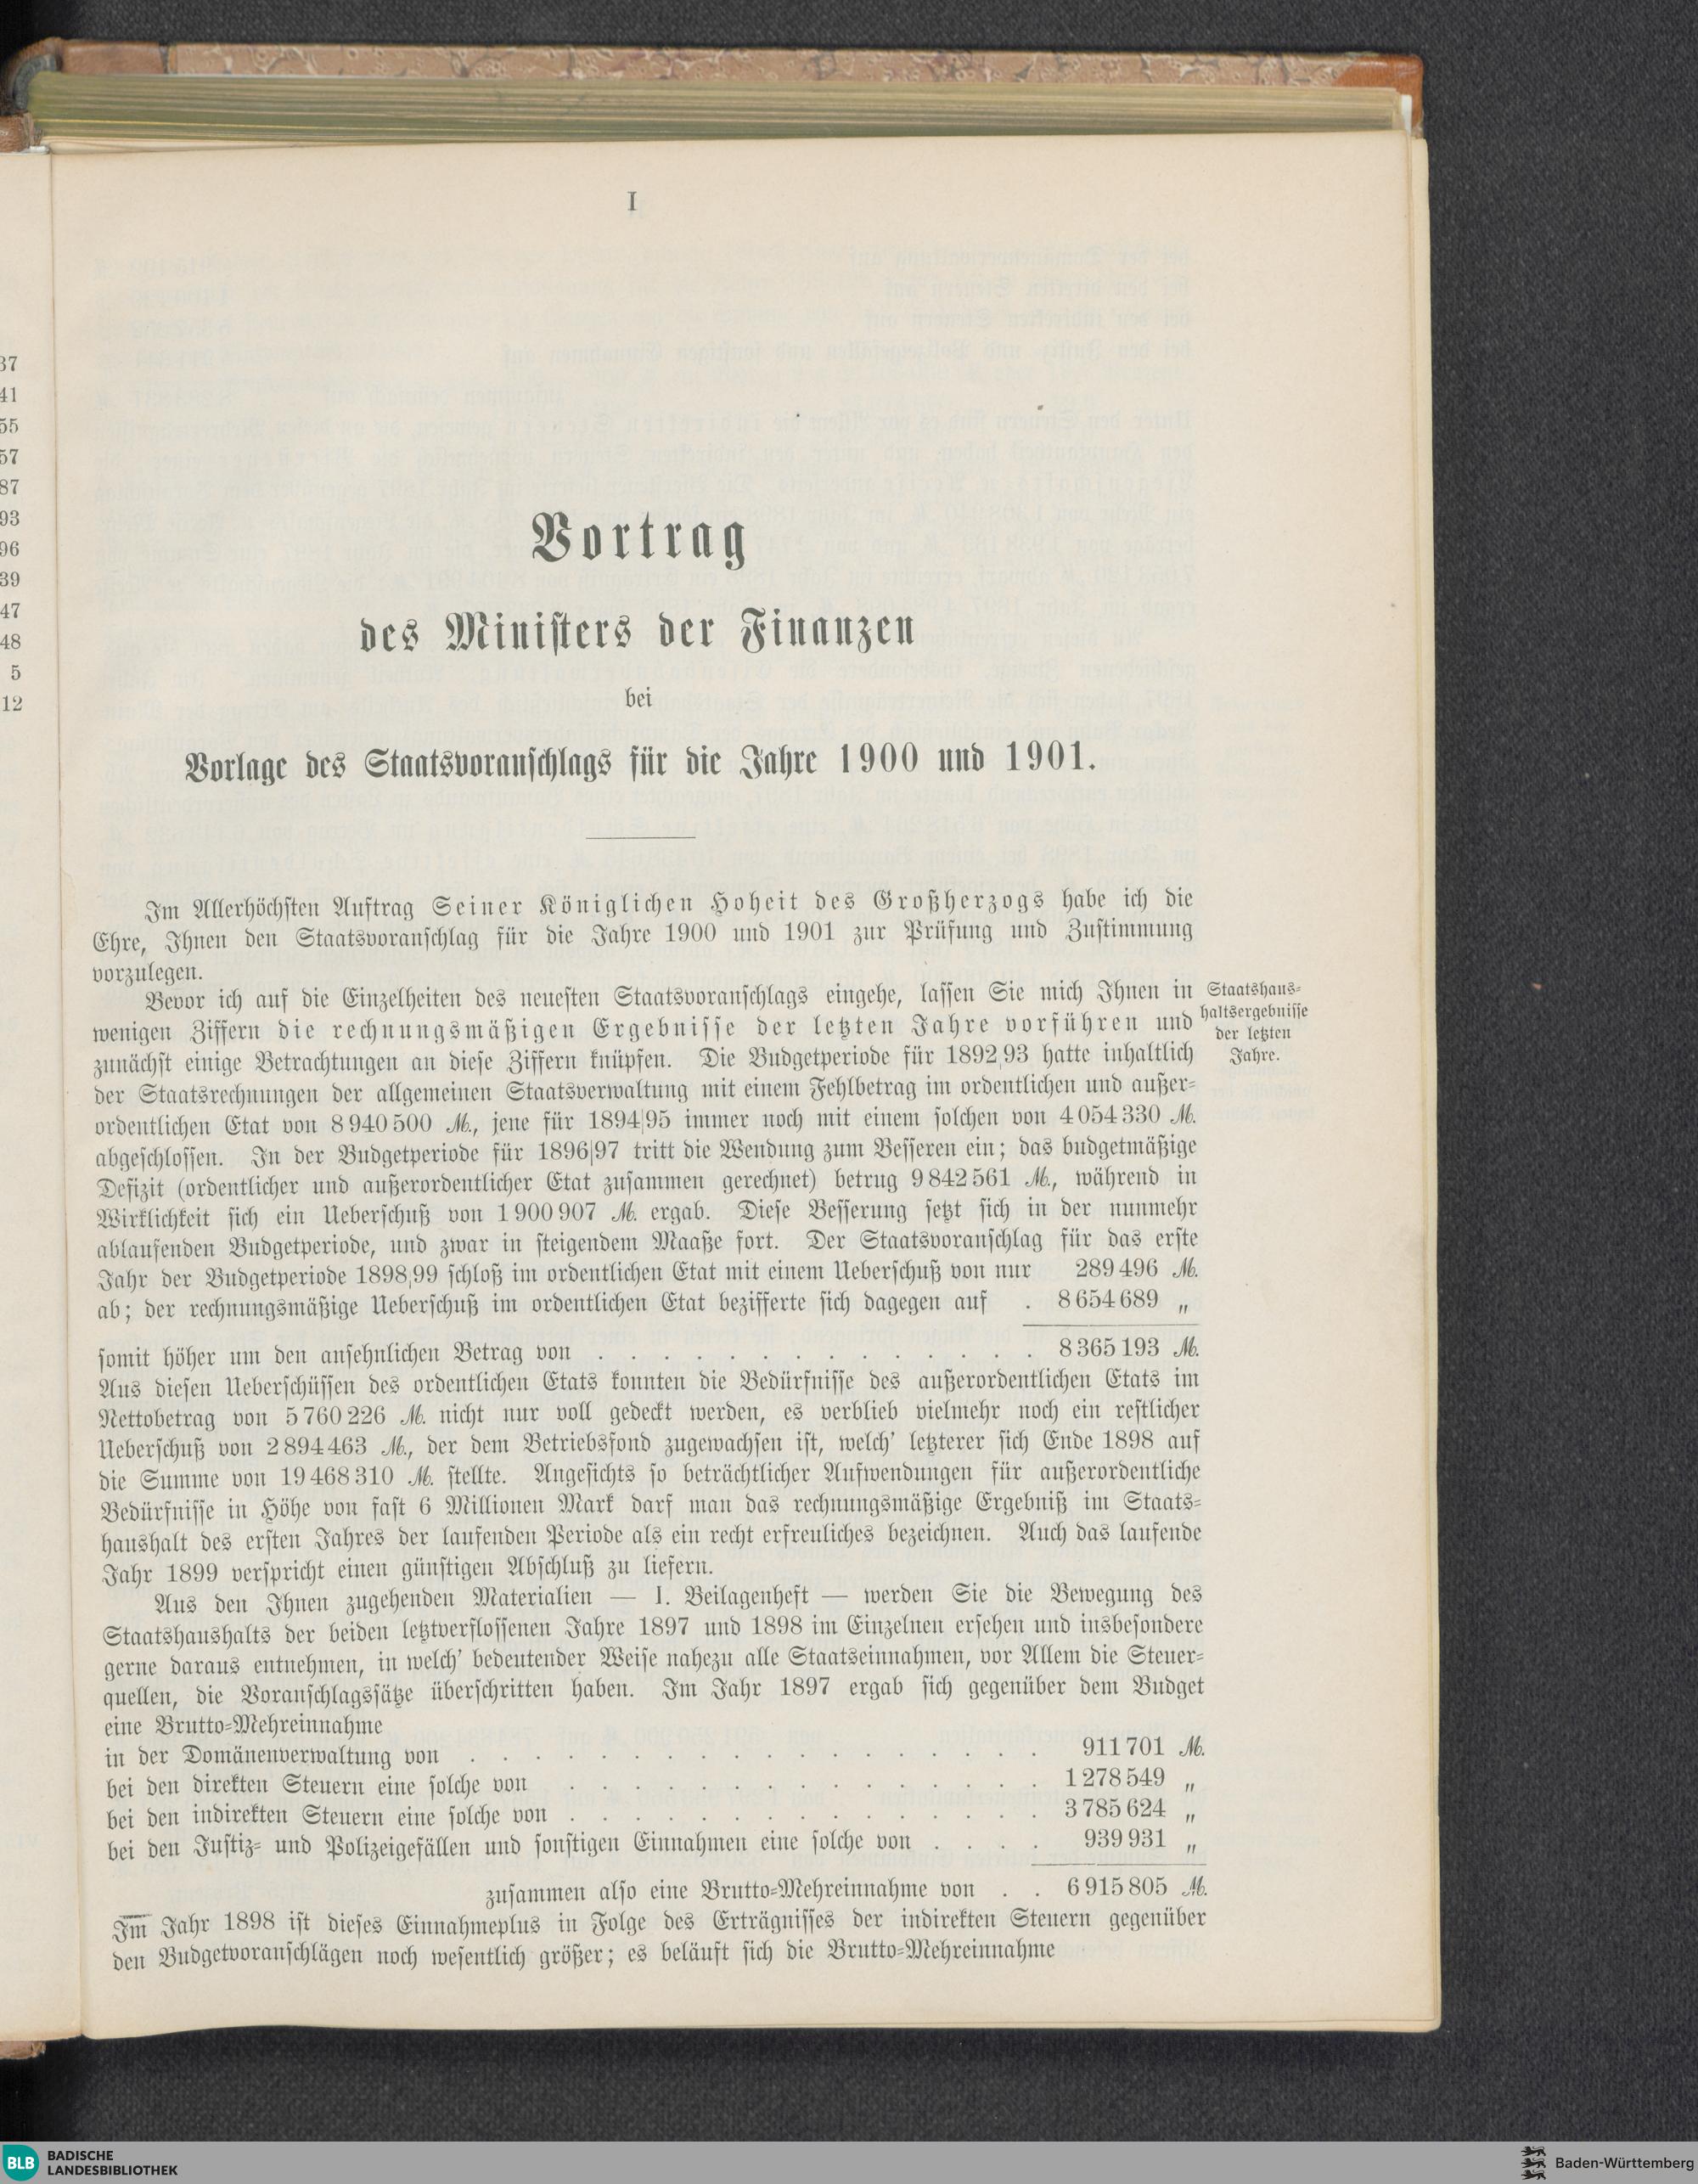 I
37
41
55
57
87
93
96
39
47
48
5
12
Vortrag
des Ministers der Finanzen
bei
Vorlage des Staatsvoranschlags für die Jahre 1900 und 1901.
Im Allerhöchsten Auftrag Seiner Königlichen Hoheit des Großherzogs habe ich die
Ehre, Ihnen den Staatsvoranschlag für die Jahre 1900 und 1901 zur Prüfung und Zustimmung
vorzulegen.
Bevor ich auf die Einzelheiten des neuesten Staatsvoranschlags eingehe, lassen Sie mich Ihnen in
wenigen Ziffern die rechnungsmäßigen Ergebnisse der letzten Jahre vorführen und
zunächst einige Betrachtungen an diese Ziffern knüpfen. Die Budgetperiode für 1892/93 hatte inhaltlich
der Staatsrechnungen der allgemeinen Staatsverwaltung mit einem Fehlbetrag im ordentlichen und außer-
ordentlichen Etat von 8 940 500 M., jene für 1894/95 immer noch mit einem solchen von 4 054 330 M.
abgeschlossen. In der Budgetperiode für 1896/97 tritt die Wendung zum Besseren ein; das budgetmäßige
Defizit (ordentlicher und außerordentlicher Etat zusammen gerechnet) betrug 9 842 561 M., während in
Wirklichkeit sich ein Ueberschuß von 1 900 907 M. ergab. Diese Besserung setzt sich in der nunmehr
ablaufenden Budgetperiode, und zwar in steigendem Maaße fort. Der Staatsvoranschlag für das erste
Jahr der Budgetperiode 1898/99 schloß im ordentlichen Etat mit einem Ueberschuß von nur 289 496 M.
ab; der rechnungsmäßige Ueberschuß im ordentlichen Etat bezifferte sich dagegen auf . 8 654 689 „
somit höher um den ansehnlichen Betrag von . . . . . . . . . . . . . . 8 365 193 M.
Aus diesen Ueberschüssen des ordentlichen Etats konnten die Bedürfnisse des außerordentlichen Etats im
Nettobetrag von 5 760 226 M. nicht nur voll gedeckt werden, es verblieb vielmehr noch ein restlicher
Ueberschuß von 2 894 463 M., der dem Betriebsfond zugewachsen ist, welch' letzterer sich Ende 1898 auf
die Summe von 19 468 310 M. stellte. Angesichts so beträchtlicher Aufwendungen für außerordentliche
Bedürfnisse in Höhe von fast 6 Millionen Mark darf man das rechnungsmäßige Ergebniß im Staats-
haushalt des ersten Jahres der laufenden Periode als ein recht erfreuliches bezeichnen. Auch das laufende
Jahr 1899 verspricht einen günstigen Abschluß zu liefern.
Aus den Ihnen zugehenden Materialien — I. Beilagenheft — werden Sie die Bewegung des
Staatshaushalts der beiden letztverflossenen Jahre 1897 und 1898 im Einzelnen ersehen und insbesondere
gerne daraus entnehmen, in welch' bedeutender Weise nahezu alle Staatseinnahmen, vor Allem die Steuer-
quellen, die Voranschlagssätze überschritten haben. Im Jahr 1897 ergab sich gegenüber dem Budget
eine Brutto-Mehreinnahme
in der Domänenverwaltung von . . . . . . . . . . . . . . . . . . 911 701 M.
bei den direkten Steuern eine solche von . . . . . . . . . . . . . . . 1 278 549 „
bei den indirekten Steuern eine solche von . . . . . . . . . . . . . . . 3 785 624 „
bei den Justiz- und Polizeigefällen und sonstigen Einnahmen eine solche von . . . . 939 931 „
zusammen also eine Brutto-Mehreinnahme von . . 6 915 805 M.
Im Jahr 1898 ist dieses Einnahmeplus in Folge des Erträgnisses der indirekten Steuern gegenüber
den Budgetvoranschlägen noch wesentlich größer; es beläuft sich die Brutto-Mehreinnahme
Staatshaus-
haltsergebnisse
der letzten
Jahre.
BLB BADISCHE
LANDESBIBLIOTHEK
Baden-Württemberg